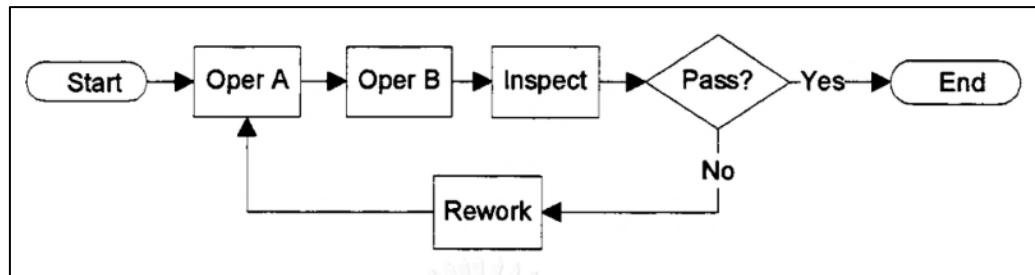 Start
Oper A
Oper B
Inspect
Pass?
Yes
End
No
Rework